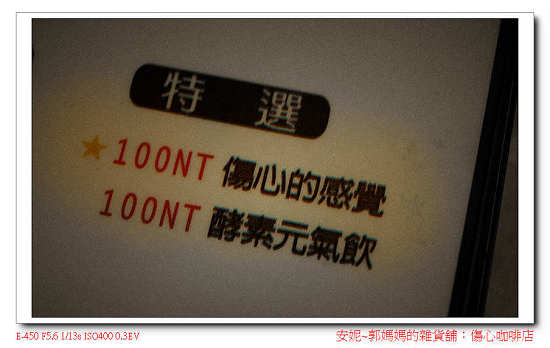 特 選
★100NT 傷心的感覺
100NT 酵素元氣飲
E-450 F5.6 1/13s ISO400 0.3EV
安妮~郭媽媽的雜貨舖：傷心咖啡店